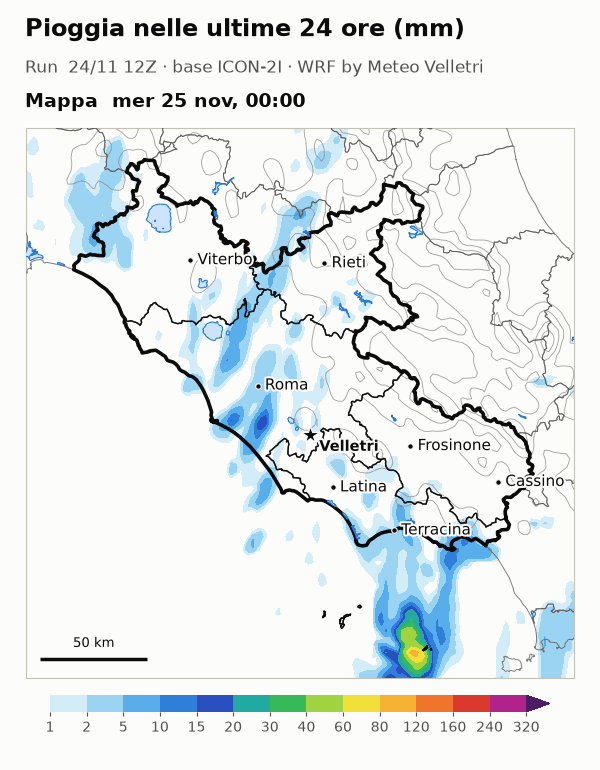 Pioggia nelle ultime 24 ore (mm)
Run  24/11 12Z · base ICON-2I · WRF by Meteo Velletri
Mappa  mer 25 nov, 00:00
Viterbo
Rieti
Roma
Velletri
Frosinone
Latina
Cassino
Terracina
50 km
1 2 5 10 15 20 30 40 60 80 120 160 240 320